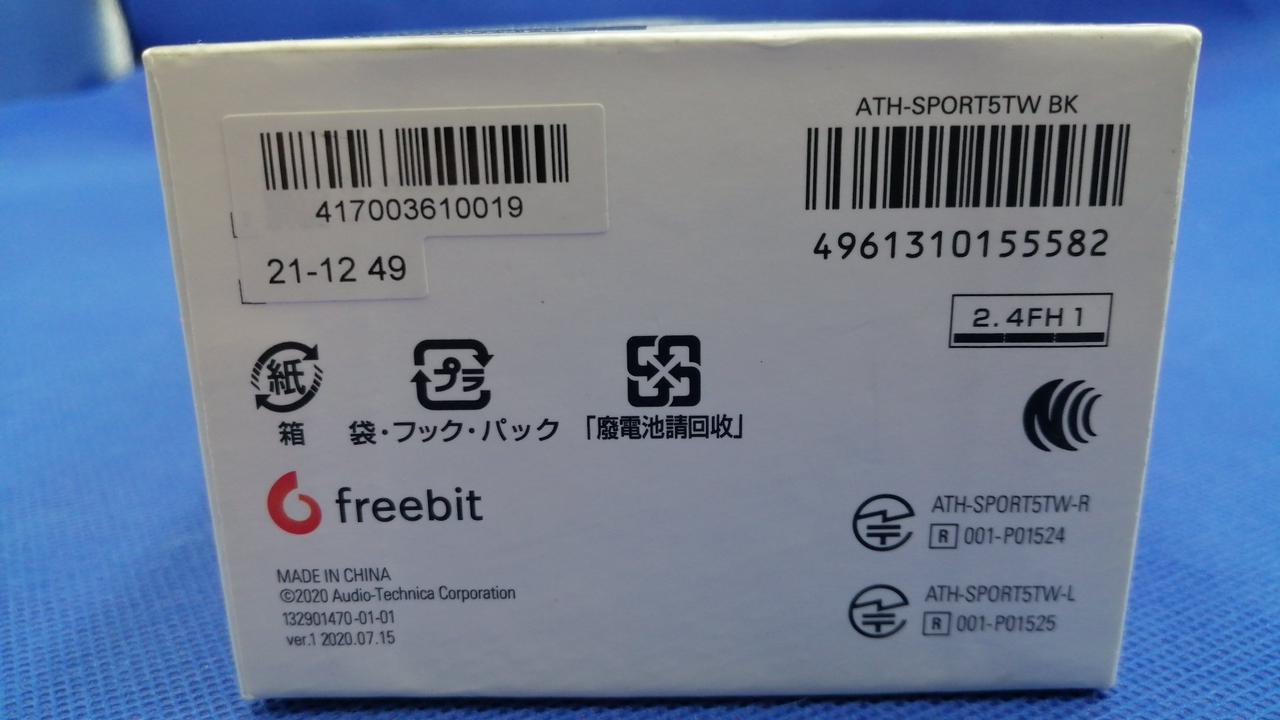 417003610019
21-12 49
ATH-SPORT5TW BK
4961310155582
2.4FH1
紙
箱
プラ
袋・フック・パック
「廢電池請回收」
freebit
MADE IN CHINA
©2020 Audio-Technica Corporation
132901470-01-01
ver.1 2020.07.15
ATH-SPORT5TW-R
R 001-P01524
ATH-SPORT5TW-L
R 001-P01525